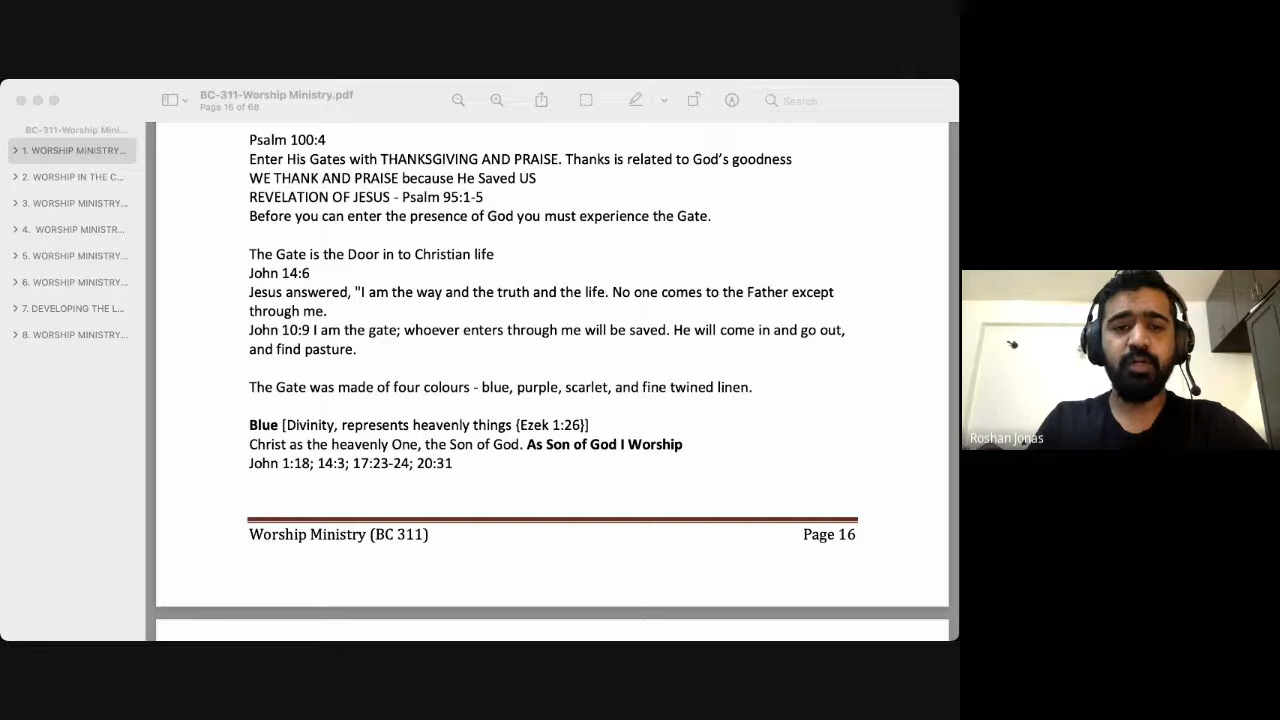 BC-311-Worship Ministry.pdf
Page 16 of 68
Search
BC-311-Worship Mini...
1. WORSHIP MINISTRY...
2. WORSHIP IN THE C...
3. WORSHIP MINISTRY...
4. WORSHIP MINISTR...
5. WORSHIP MINISTRY...
6. WORSHIP MINISTRY...
7. DEVELOPING THE L...
8. WORSHIP MINISTRY...
Psalm 100:4
Enter His Gates with THANKSGIVING AND PRAISE. Thanks is related to God’s goodness
WE THANK AND PRAISE because He Saved US
REVELATION OF JESUS - Psalm 95:1-5
Before you can enter the presence of God you must experience the Gate.
The Gate is the Door in to Christian life
John 14:6
Jesus answered, "I am the way and the truth and the life. No one comes to the Father except
through me.
John 10:9 I am the gate; whoever enters through me will be saved. He will come in and go out,
and find pasture.
The Gate was made of four colours - blue, purple, scarlet, and fine twined linen.
Blue [Divinity, represents heavenly things {Ezek 1:26}]
Christ as the heavenly One, the Son of God. As Son of God I Worship
John 1:18; 14:3; 17:23-24; 20:31
Worship Ministry (BC 311)
Page 16
Roshan Jonas